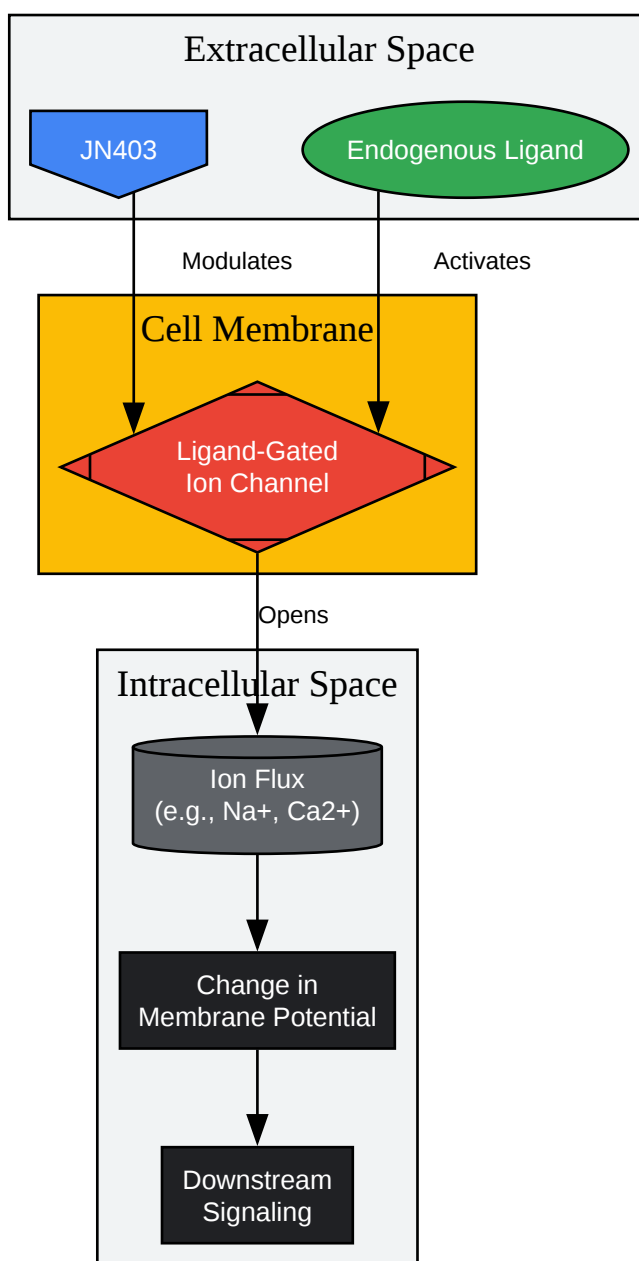 Extracellular Space
JN403
Endogenous Ligand
Modulates
Activates
Cell Membrane
Ligand-Gated
Ion Channel
Opens
Intracellular Space
Ion Flux
(e.g., Na+, Ca2+)
Change in
Membrane Potential
Downstream
Signaling